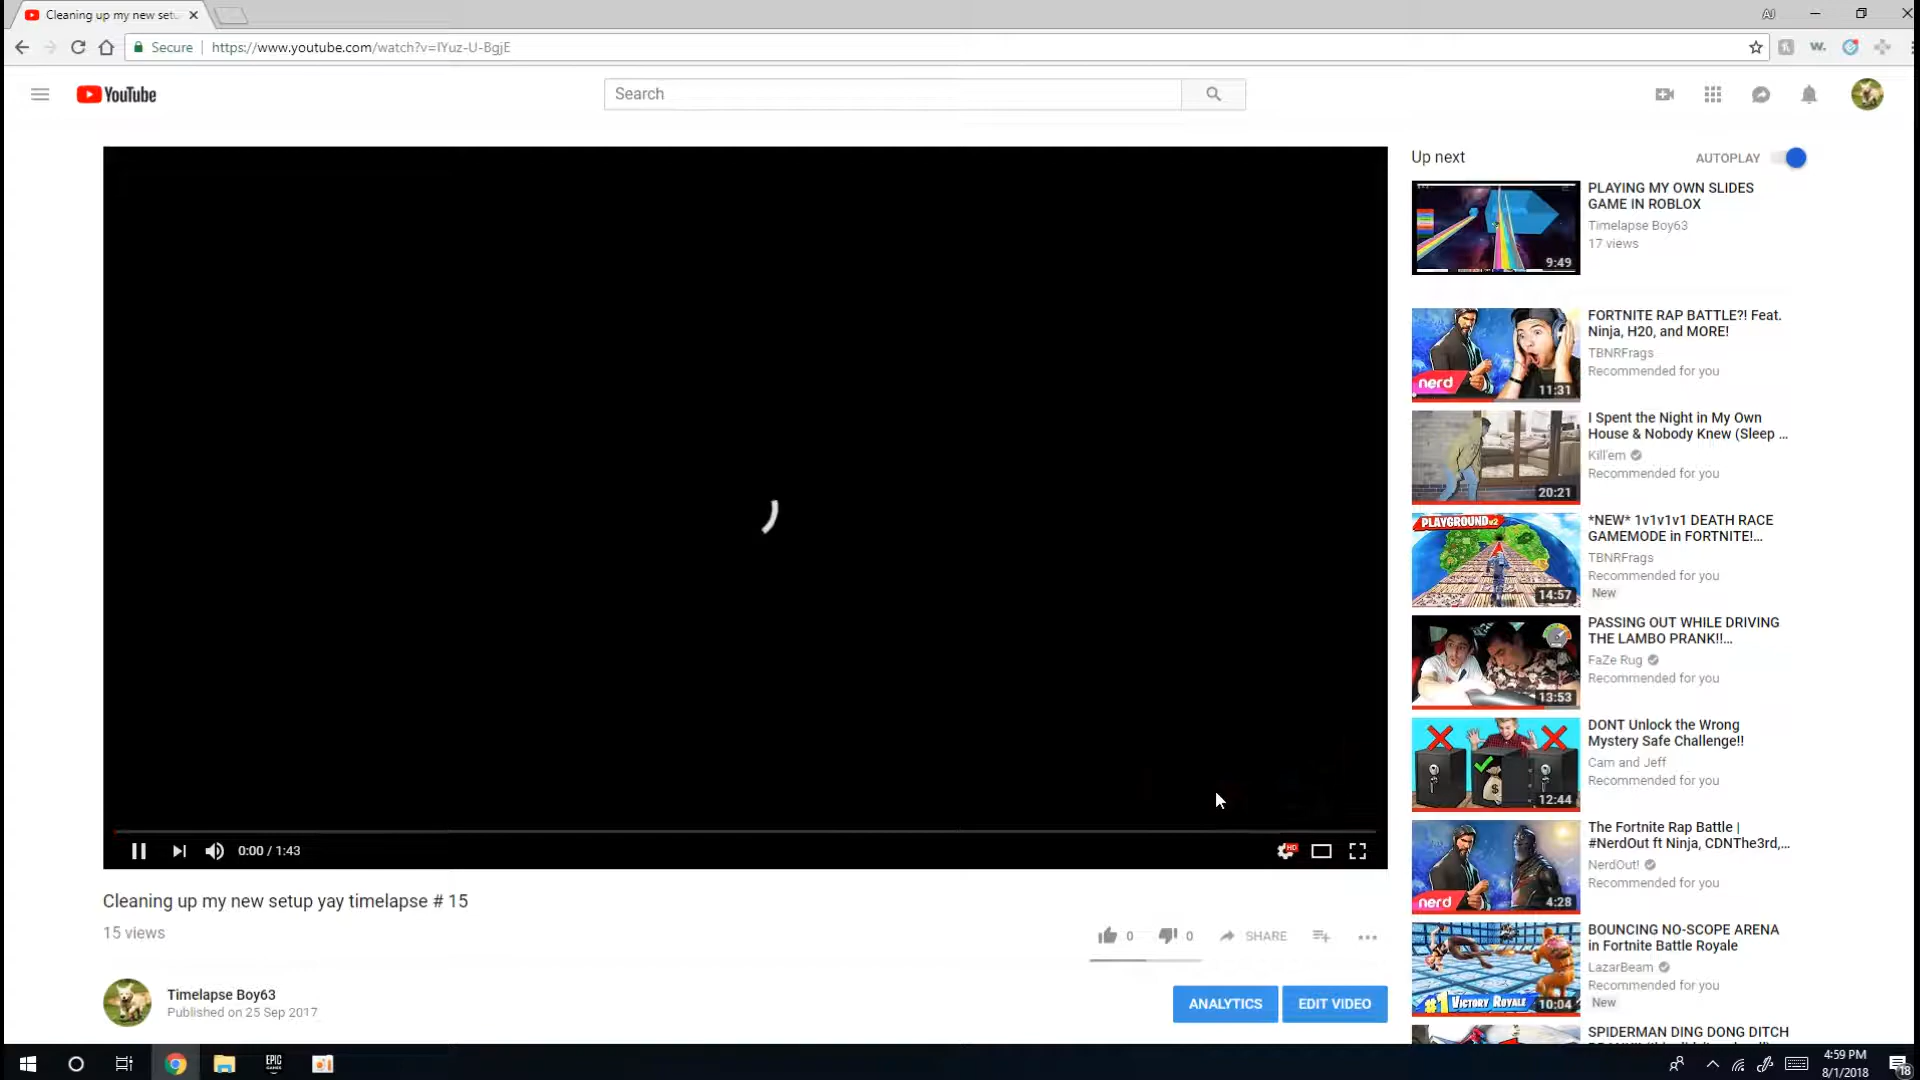 Cleaning up my new setu
AJ
Secure
https://www.youtube.com/watch?v=IYuz-U-BgjE
W.
YouTube
Search
Up next
AUTOPLAY
PLAYING MY OWN SLIDES
GAME IN ROBLOX
Timelapse Boy63
17 views
9:49
FORTNITE RAP BATTLE?! Feat.
Ninja, H20, and MORE!
TBNRFrags
Recommended for you
nerd
11:31
I Spent the Night in My Own
House & Nobody Knew (Sleep ...
Kill'em
Recommended for you
20:21
PLAYGROUND V2
*NEW* 1v1v1v1 DEATH RACE
GAMEMODE in FORTNITE!...
TBNRFrags
Recommended for you
New
14:57
PASSING OUT WHILE DRIVING
THE LAMBO PRANK!!...
FaZe Rug
Recommended for you
13:53
DONT Unlock the Wrong
Mystery Safe Challenge!!
Cam and Jeff
Recommended for you
$
12:44
The Fortnite Rap Battle |
#NerdOut ft Ninja, CDNThe3rd,...
NerdOut!
Recommended for you
nerd
4:28
BOUNCING NO-SCOPE ARENA
in Fortnite Battle Royale
LazarBeam
Recommended for you
New
#1 VICTORY ROYALE
10:04
SPIDERMAN DING DONG DITCH
0:00 / 1:43
HD
Cleaning up my new setup yay timelapse # 15
15 views
0
0
SHARE
Timelapse Boy63
Published on 25 Sep 2017
ANALYTICS
EDIT VIDEO
EPIC
GAMES
4:59 PM
8/1/2018
18